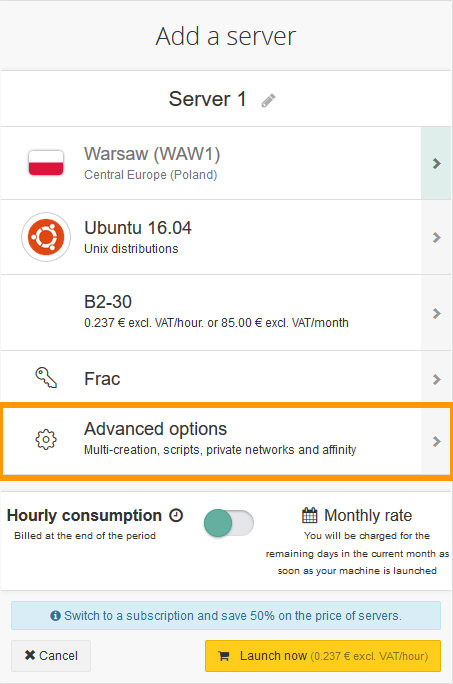 Add a server
Server 1
Warsaw (WAW1)
Central Europe (Poland)
Ubuntu 16.04
Unix distributions
B2-30
0.237 € excl. VAT/hour. or 85.00 € excl. VAT/month
Frac
Advanced options
Multi-creation, scripts, private networks and affinity
Hourly consumption
Billed at the end of the period
Monthly rate
You will be charged for the
remaining days in the current month as
soon as your machine is launched
Switch to a subscription and save 50% on the price of servers.
Cancel
Launch now (0.237 € excl. VAT/hour)